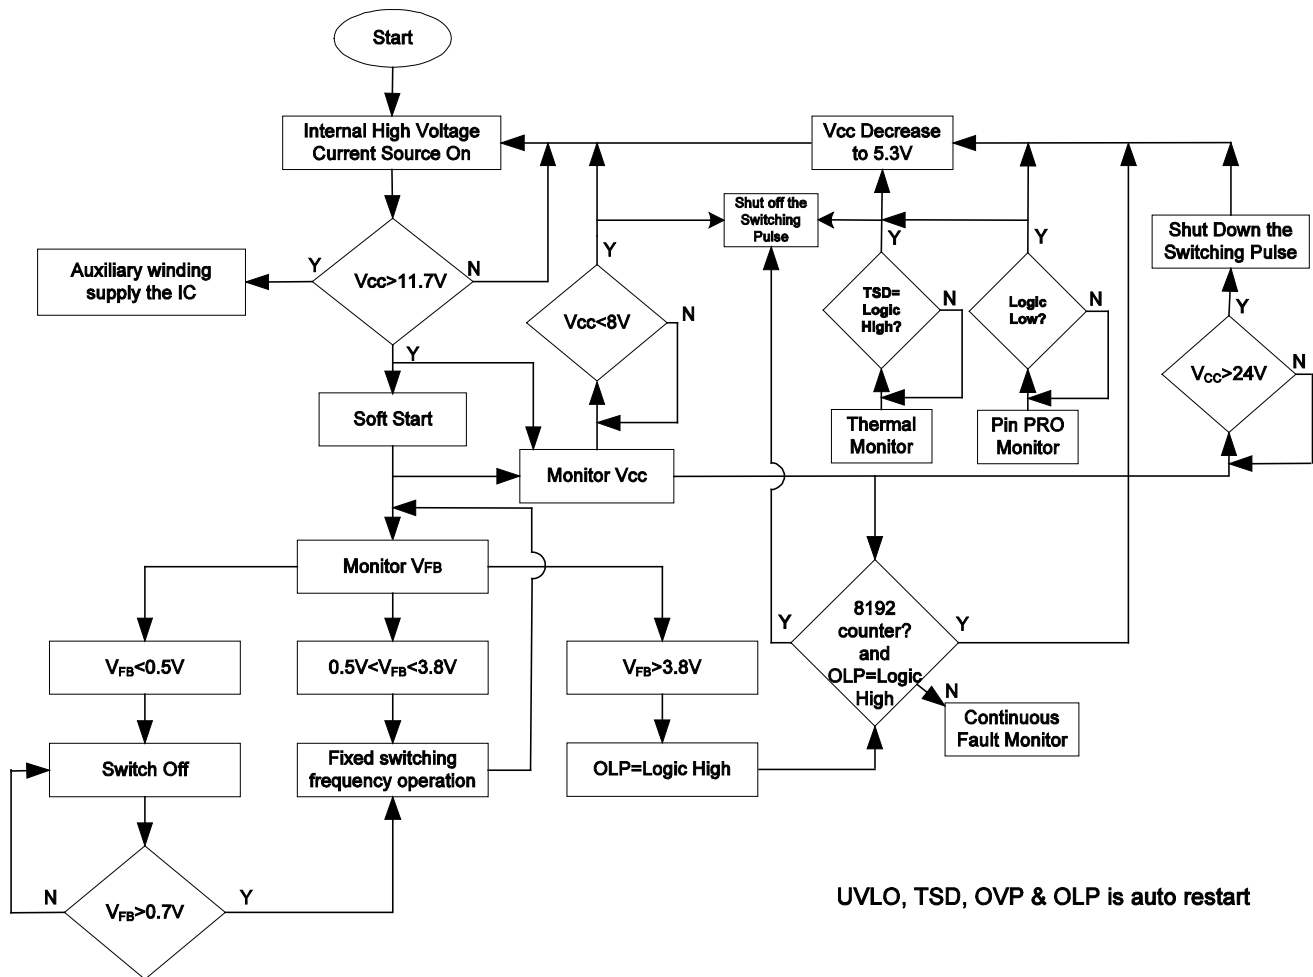 Start
Internal High Voltage
Current Source On
Vcc Decrease
to 5.3V
Shut off the
Switching
Pulse
Shut Down the
Switching Pulse
Auxiliary winding
supply the IC
Y
Vcc>11.7V
N
Y
Y
Vcc<8V
N
Y
TSD=
Logic
High?
N
Y
Logic
Low?
N
Y
VCC>24V
N
Soft Start
Thermal
Monitor
Pin PRO
Monitor
Monitor Vcc
Monitor VFB
VFB<0.5V
0.5V<VFB<3.8V
VFB>3.8V
Y
8192
counter?
and
OLP=Logic
High
Y
N
Continuous
Fault Monitor
Switch Off
Fixed switching
frequency operation
OLP=Logic High
N
VFB>0.7V
Y
UVLO, TSD, OVP & OLP is auto restart